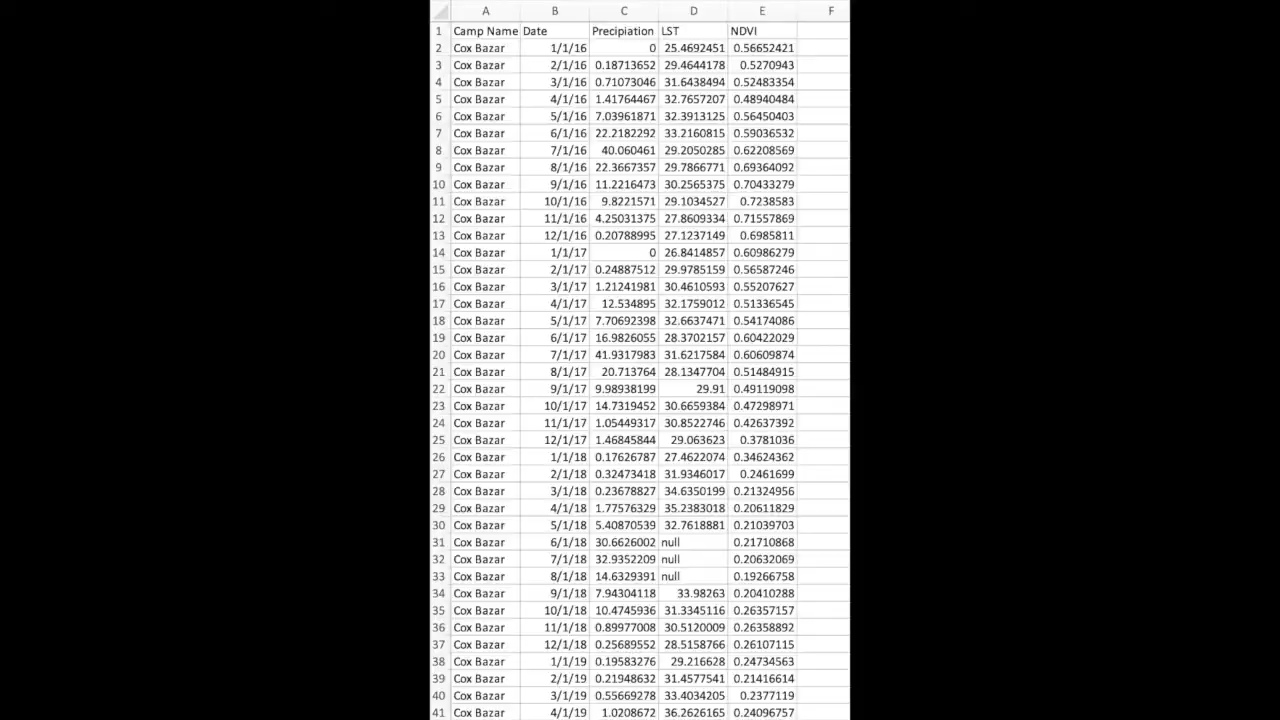 A B C D E F
1 Camp Name Date Precipiation LST NDVI
2 Cox Bazar 1/1/16 0 25.4692451 0.56652421
3 Cox Bazar 2/1/16 0.18713652 29.4644178 0.5270943
4 Cox Bazar 3/1/16 0.71073046 31.6438494 0.52483354
5 Cox Bazar 4/1/16 1.41764467 32.7657207 0.48940484
6 Cox Bazar 5/1/16 7.03961871 32.3913125 0.56450403
7 Cox Bazar 6/1/16 22.2182292 33.2160815 0.59036532
8 Cox Bazar 7/1/16 40.060461 29.2050285 0.62208569
9 Cox Bazar 8/1/16 22.3667357 29.7866771 0.69364092
10 Cox Bazar 9/1/16 11.2216473 30.2565375 0.70433279
11 Cox Bazar 10/1/16 9.8221571 29.1034527 0.7238583
12 Cox Bazar 11/1/16 4.25031375 27.8609334 0.71557869
13 Cox Bazar 12/1/16 0.20788995 27.1237149 0.6985811
14 Cox Bazar 1/1/17 0 26.8414857 0.60986279
15 Cox Bazar 2/1/17 0.24887512 29.9785159 0.56587246
16 Cox Bazar 3/1/17 1.21241981 30.4610593 0.55207627
17 Cox Bazar 4/1/17 12.534895 32.1759012 0.51336545
18 Cox Bazar 5/1/17 7.70692398 32.6637471 0.54174086
19 Cox Bazar 6/1/17 16.9826055 28.3702157 0.60422029
20 Cox Bazar 7/1/17 41.9317983 31.6217584 0.60609874
21 Cox Bazar 8/1/17 20.713764 28.1347704 0.51484915
22 Cox Bazar 9/1/17 9.98938199 29.91 0.49119098
23 Cox Bazar 10/1/17 14.7319452 30.6659384 0.47298971
24 Cox Bazar 11/1/17 1.05449317 30.8522746 0.42637392
25 Cox Bazar 12/1/17 1.46845844 29.063623 0.3781036
26 Cox Bazar 1/1/18 0.17626787 27.4622074 0.34624362
27 Cox Bazar 2/1/18 0.32473418 31.9346017 0.2461699
28 Cox Bazar 3/1/18 0.23678827 34.6350199 0.21324956
29 Cox Bazar 4/1/18 1.77576329 35.2383018 0.20611829
30 Cox Bazar 5/1/18 5.40870539 32.7618881 0.21039703
31 Cox Bazar 6/1/18 30.6626002 null 0.21710868
32 Cox Bazar 7/1/18 32.9352209 null 0.20632069
33 Cox Bazar 8/1/18 14.6329391 null 0.19266758
34 Cox Bazar 9/1/18 7.94304118 33.98263 0.20410288
35 Cox Bazar 10/1/18 10.4745936 31.3345116 0.26357157
36 Cox Bazar 11/1/18 0.89977008 30.5120009 0.26358892
37 Cox Bazar 12/1/18 0.25689552 28.5158766 0.26107115
38 Cox Bazar 1/1/19 0.19583276 29.216628 0.24734563
39 Cox Bazar 2/1/19 0.21948632 31.4577541 0.21416614
40 Cox Bazar 3/1/19 0.55669278 33.4034205 0.2377119
41 Cox Bazar 4/1/19 1.0208672 36.2626165 0.24096757